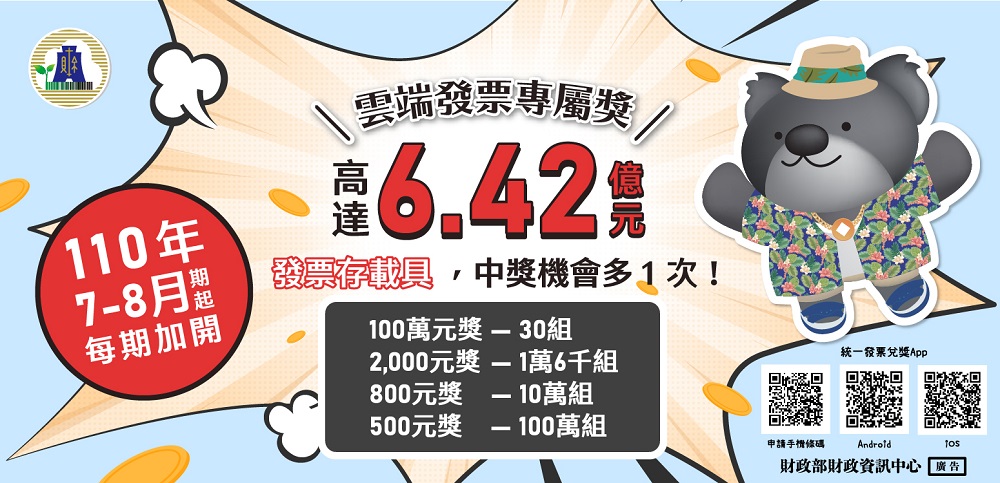 財
雲端發票專屬獎
高達6.42億元
發票存載具，中獎機會多1次！
110年
7-8月期起
每期加開
100萬元獎 — 30組
2,000元獎 — 1萬6千組
800元獎 — 10萬組
500元獎 — 100萬組
統一發票兌獎App
申請手機條碼
Android
iOS
財政部財政資訊中心 廣告